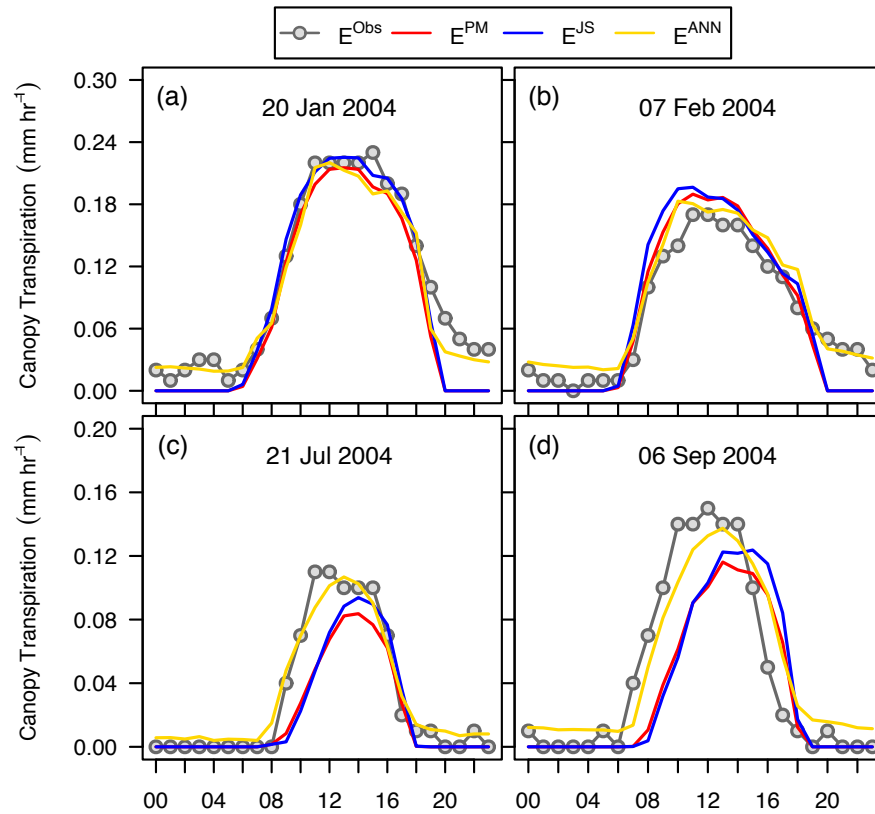 E^Obs E^PM E^JS E^ANN
(a) 20 Jan 2004
(b) 07 Feb 2004
Canopy Transpiration (mm hr⁻¹)
0.30
0.24
0.18
0.12
0.06
0.00
(c) 21 Jul 2004
(d) 06 Sep 2004
Canopy Transpiration (mm hr⁻¹)
0.20
0.16
0.12
0.08
0.04
0.00
00 04 08 12 16 20 00 04 08 12 16 20